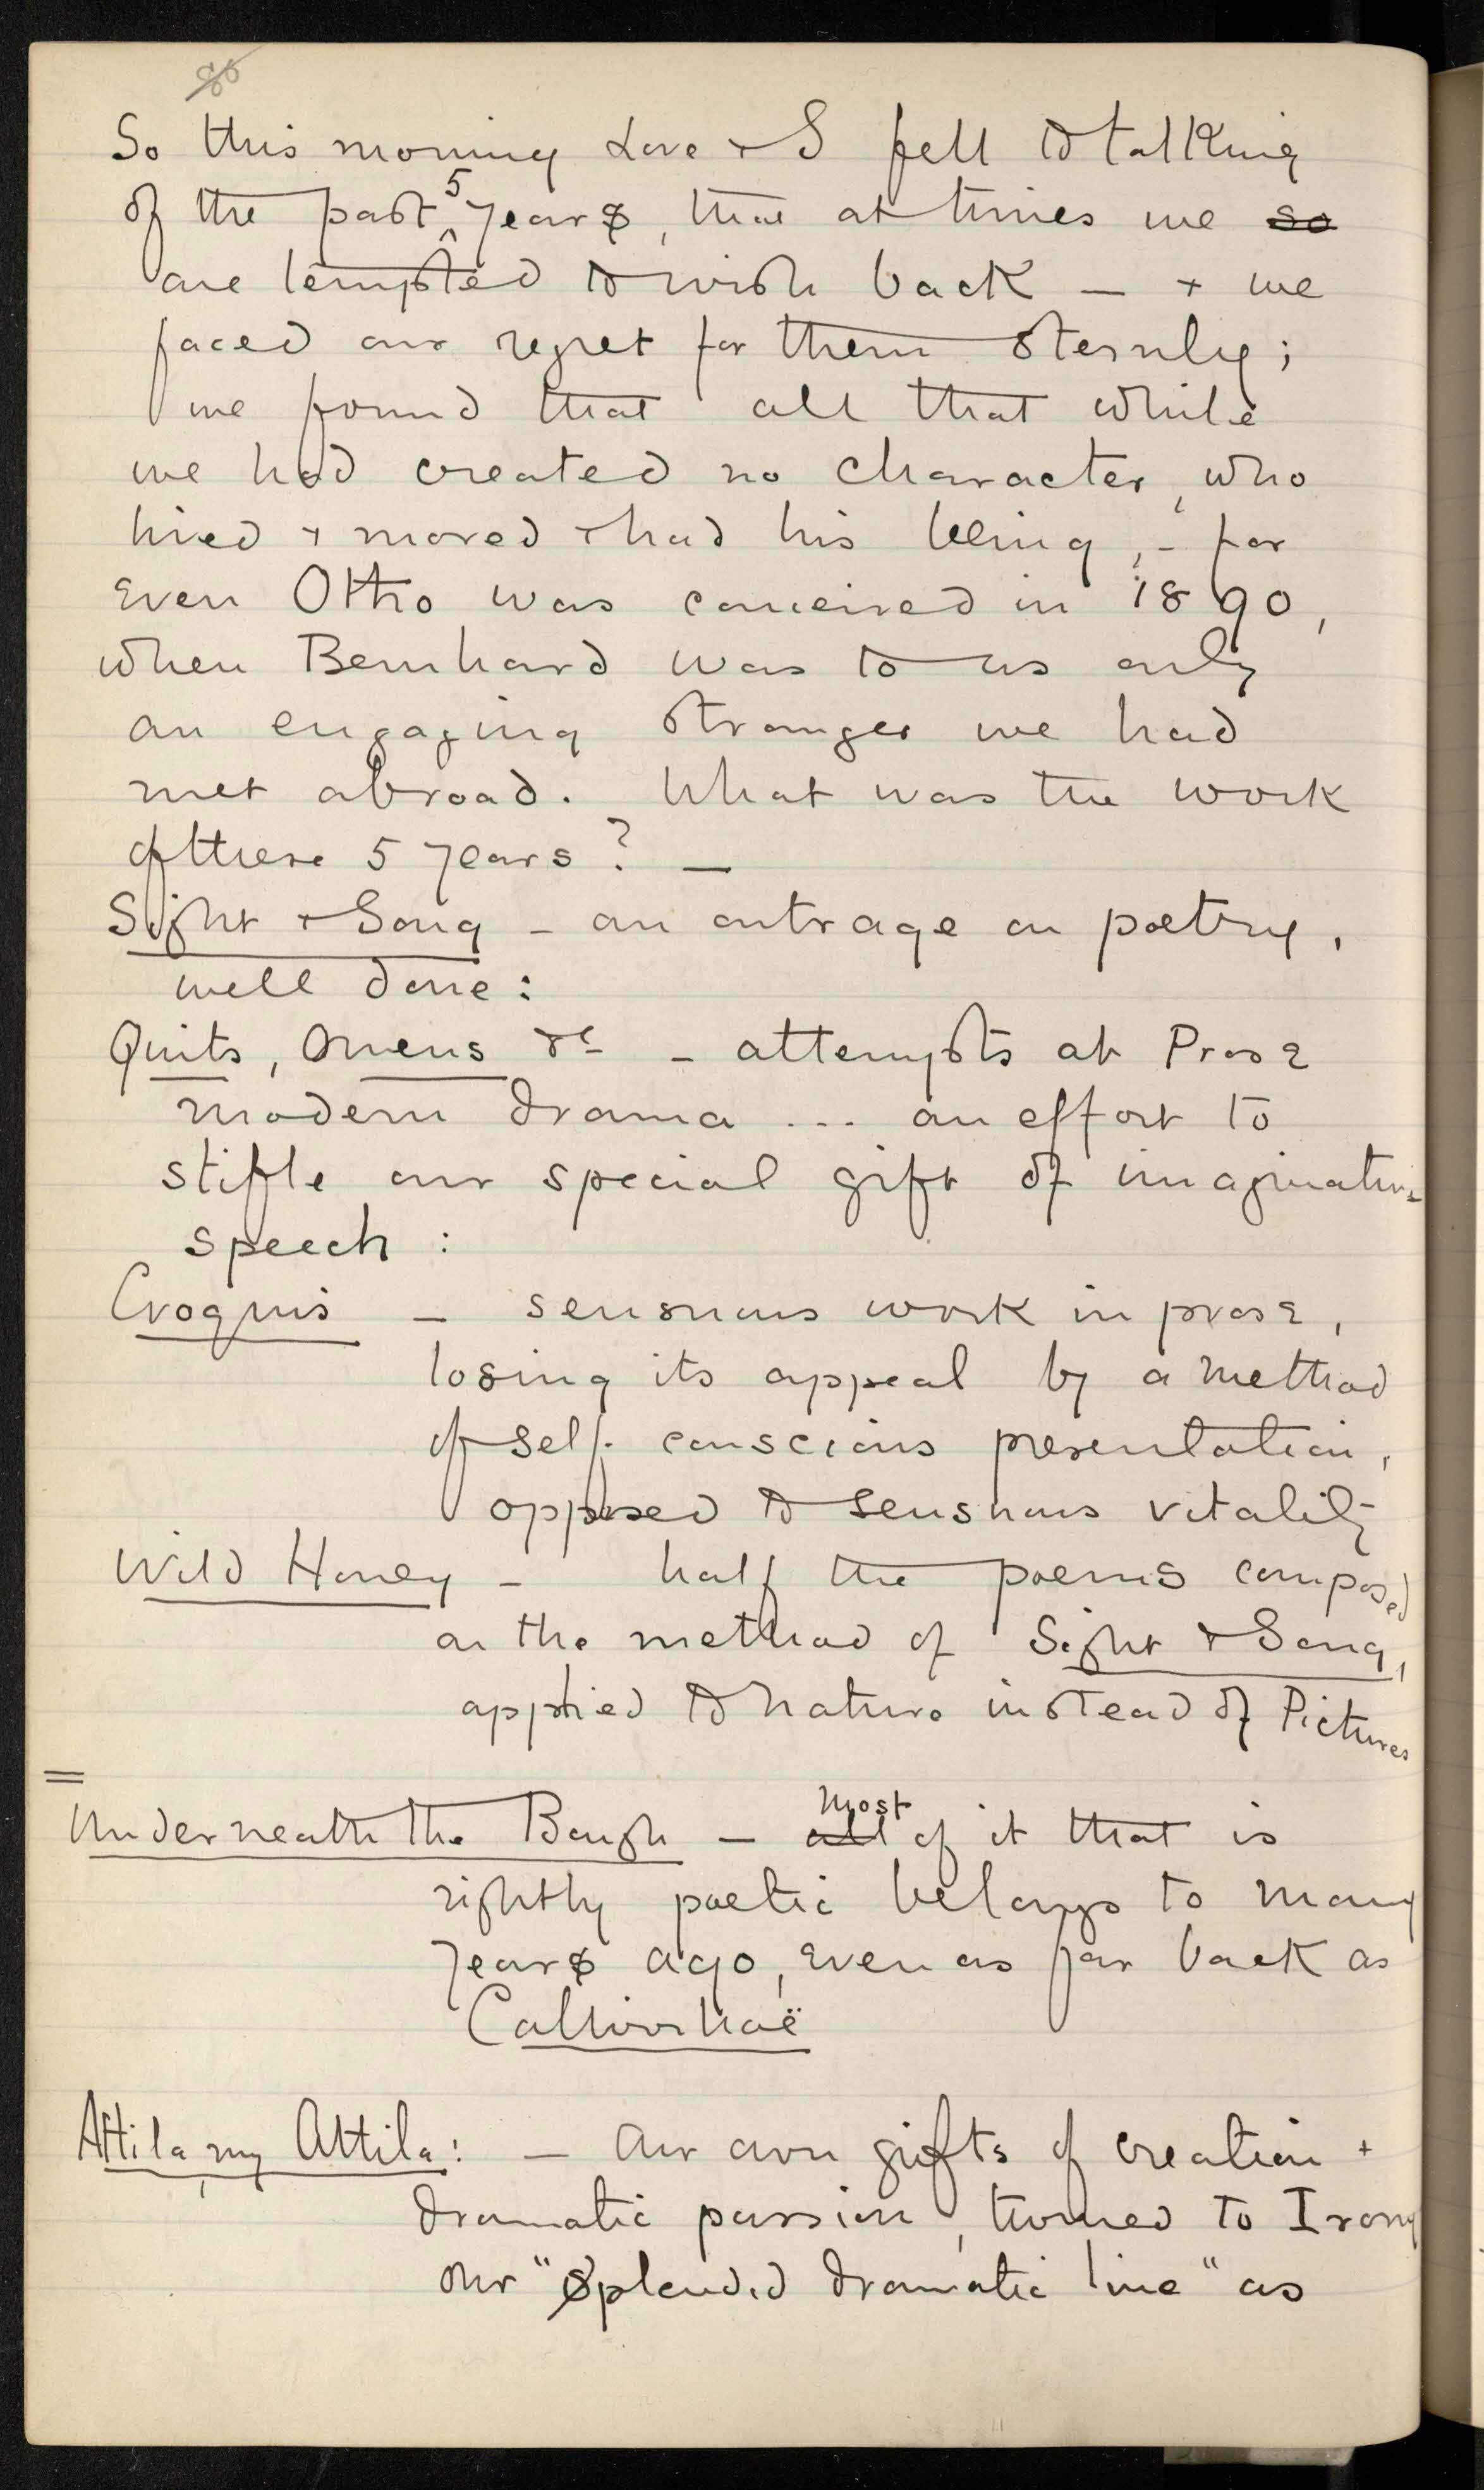 So this morning Love & I fell to talking
of the past 5 years, that at times we so
are tempted to wish back — + we
faced our regret for them sternly;
we found that all that while
we had created no character, who
lived + moved + had his being, – for
even Otho was conceived in 1890,
when Bernhard was to us only
an engaging stranger we had
met abroad. What was the work
of these 5 years? —
Sight + Song – an outrage on poetry,
well done:
Quits, Omens &c – attempts at Prose
modern drama ... an effort to
stifle our special gift of imaginative
speech :
Croquis – sensuous work in prose,
losing its appeal by a method
of self-conscious presentation,
opposed to sensuous vitality
Wild Honey – half the poems composed
on the method of Sight + Song,
applied to nature instead of Pictures
=
Underneath the Bough – all most of it that is
rightly poetic belongs to many
years ago, even as far back as
Callirrhoë
Attila, my Attila: – Our own gifts of creation +
dramatic passion, turned to Irony
our "splendid dramatic line" as